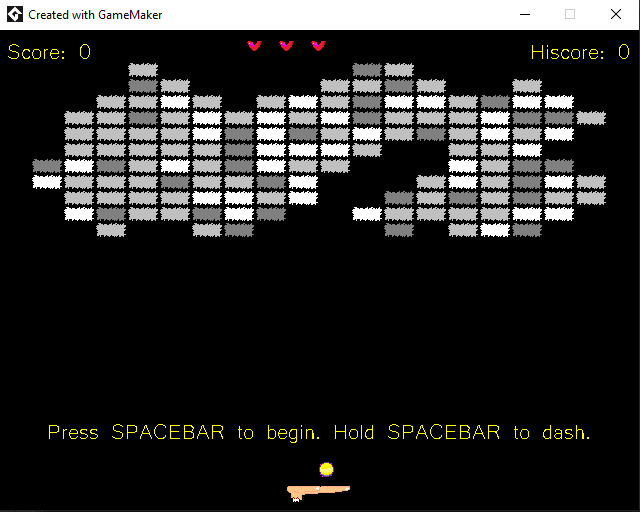 Created with GameMaker
Score: 0
Hiscore: 0
Press SPACEBAR to begin. Hold SPACEBAR to dash.